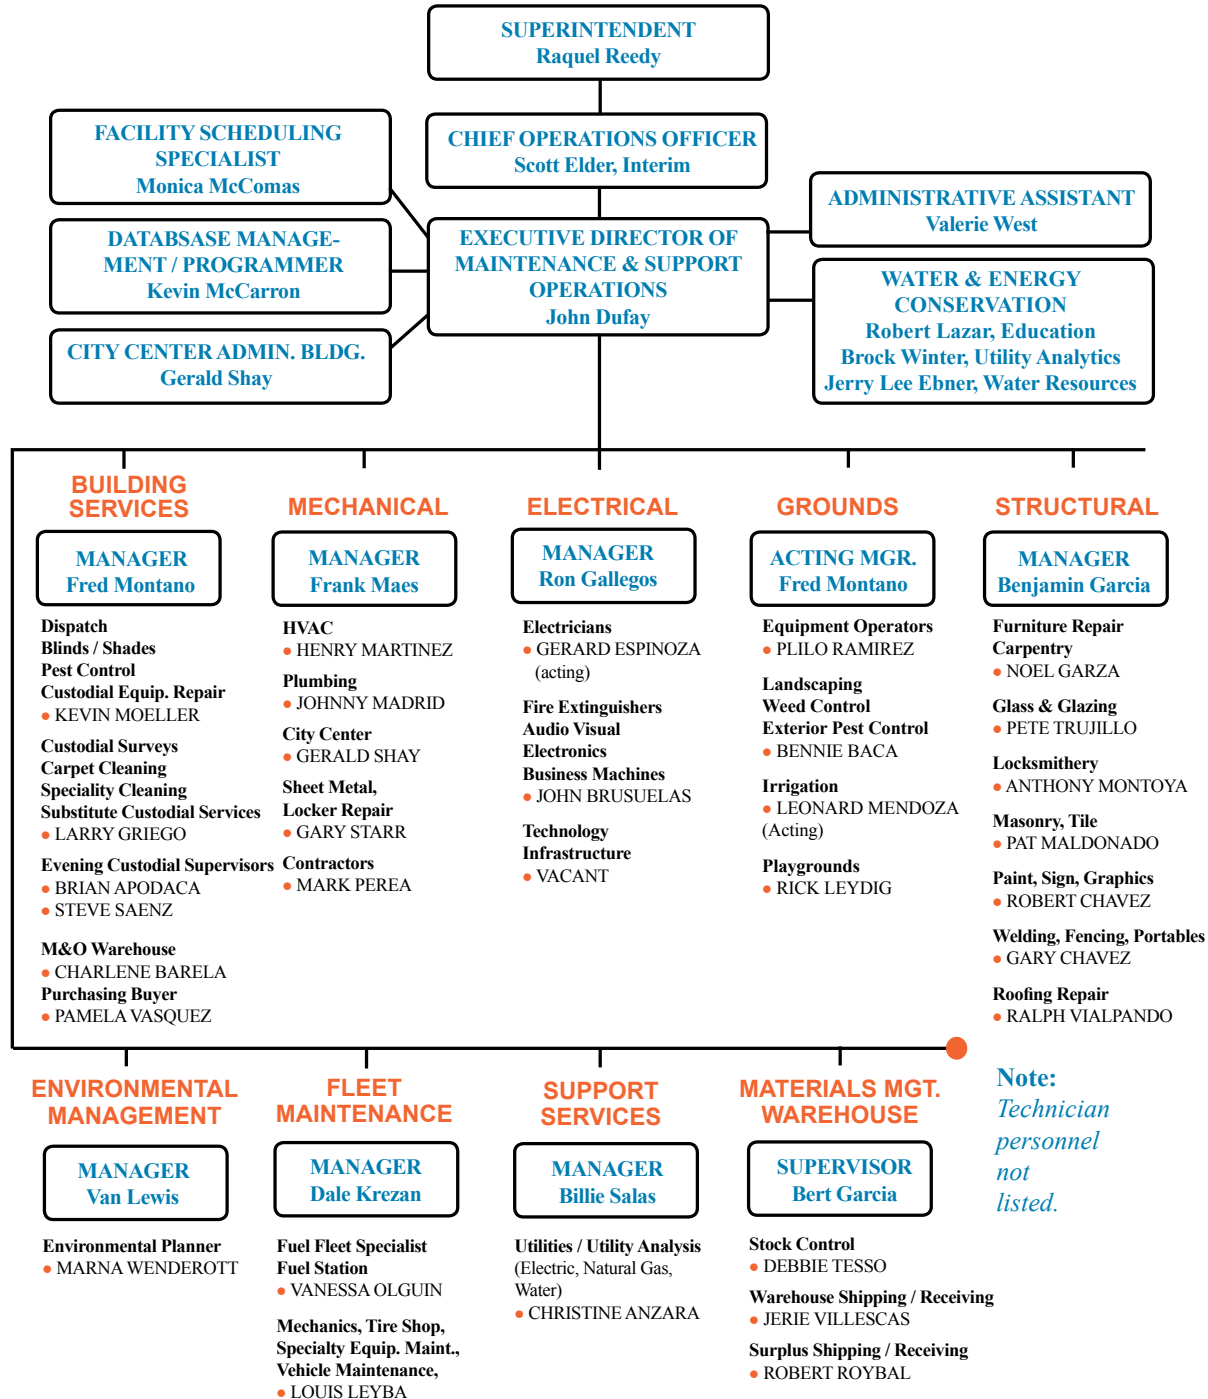 SUPERINTENDENT
Raquel Reedy
FACILITY SCHEDULING
SPECIALIST
Monica McComas
CHIEF OPERATIONS OFFICER
Scott Elder, Interim
ADMINISTRATIVE ASSISTANT
Valerie West
DATABSASE MANAGE-
MENT / PROGRAMMER
Kevin McCarron
EXECUTIVE DIRECTOR OF
MAINTENANCE & SUPPORT
OPERATIONS
John Dufay
WATER & ENERGY
CONSERVATION
Robert Lazar, Education
Brock Winter, Utility Analytics
Jerry Lee Ebner, Water Resources
CITY CENTER ADMIN. BLDG.
Gerald Shay
BUILDING
SERVICES
MANAGER
Fred Montano
Dispatch
Blinds / Shades
Pest Control
Custodial Equip. Repair
• KEVIN MOELLER
Custodial Surveys
Carpet Cleaning
Speciality Cleaning
Substitute Custodial Services
• LARRY GRIEGO
Evening Custodial Supervisors
• BRIAN APODACA
• STEVE SAENZ
M&O Warehouse
• CHARLENE BARELA
Purchasing Buyer
• PAMELA VASQUEZ
MECHANICAL
MANAGER
Frank Maes
HVAC
• HENRY MARTINEZ
Plumbing
• JOHNNY MADRID
City Center
• GERALD SHAY
Sheet Metal,
Locker Repair
• GARY STARR
Contractors
• MARK PEREA
ELECTRICAL
MANAGER
Ron Gallegos
Electricians
• GERARD ESPINOZA
(acting)
Fire Extinguishers
Audio Visual
Electronics
Business Machines
• JOHN BRUSUELAS
Technology
Infrastructure
• VACANT
GROUNDS
ACTING MGR.
Fred Montano
Equipment Operators
• PLILO RAMIREZ
Landscaping
Weed Control
Exterior Pest Control
• BENNIE BACA
Irrigation
• LEONARD MENDOZA
(Acting)
Playgrounds
• RICK LEYDIG
STRUCTURAL
MANAGER
Benjamin Garcia
Furniture Repair
Carpentry
• NOEL GARZA
Glass & Glazing
• PETE TRUJILLO
Locksmithery
• ANTHONY MONTOYA
Masonry, Tile
• PAT MALDONADO
Paint, Sign, Graphics
• ROBERT CHAVEZ
Welding, Fencing, Portables
• GARY CHAVEZ
Roofing Repair
• RALPH VIALPANDO
ENVIRONMENTAL
MANAGEMENT
MANAGER
Van Lewis
Environmental Planner
• MARNA WENDEROTT
FLEET
MAINTENANCE
MANAGER
Dale Krezan
Fuel Fleet Specialist
Fuel Station
• VANESSA OLGUIN
Mechanics, Tire Shop,
Specialty Equip. Maint.,
Vehicle Maintenance,
• LOUIS LEYBA
SUPPORT
SERVICES
MANAGER
Billie Salas
Utilities / Utility Analysis
(Electric, Natural Gas,
Water)
• CHRISTINE ANZARA
MATERIALS MGT.
WAREHOUSE
SUPERVISOR
Bert Garcia
Stock Control
• DEBBIE TESSO
Warehouse Shipping / Receiving
• JERIE VILLESCAS
Surplus Shipping / Receiving
• ROBERT ROYBAL
Note:
Technician
personnel
not
listed.